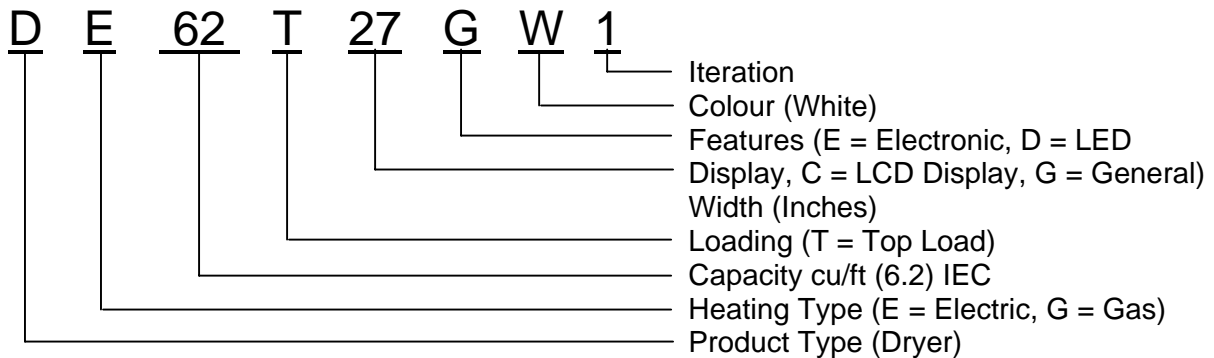 D E 62 T 27 G W 1
Iteration
Colour (White)
Features (E = Electronic, D = LED
Display, C = LCD Display, G = General)
Width (Inches)
Loading (T = Top Load)
Capacity cu/ft (6.2) IEC
Heating Type (E = Electric, G = Gas)
Product Type (Dryer)